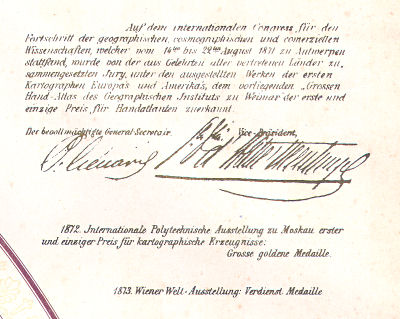 Auf dem internationalen Congress für den
Fortschritt der geographischen, cosmographischen und comerziellen
Wissenschaften, welcher vom 14ten bis 22ten August 1871 zu Antwerpen
stattfand, wurde von der aus Gelehrten aller vertretenen Länder zu„
sammengesetzten Jury, unter den ausgestellten Werken der ersten
Kartographen Europa's und Amerika's, dem vorliegenden „Grossen
Hand-Atlas des Geographischen Instituts zu Weimar der erste und
einzige Preis für Handatlanten zuerkannt.
Der bevollmächtigte General-Secretair. Vice-Präsident,
1872. Internationale Polytechnische Ausstellung zu Moskau erster
und einziger Preis für kartographische Erzeugnisse:
Grosse goldene Medaille.
1873. Wiener Welt-Ausstellung: Verdienst Medaille